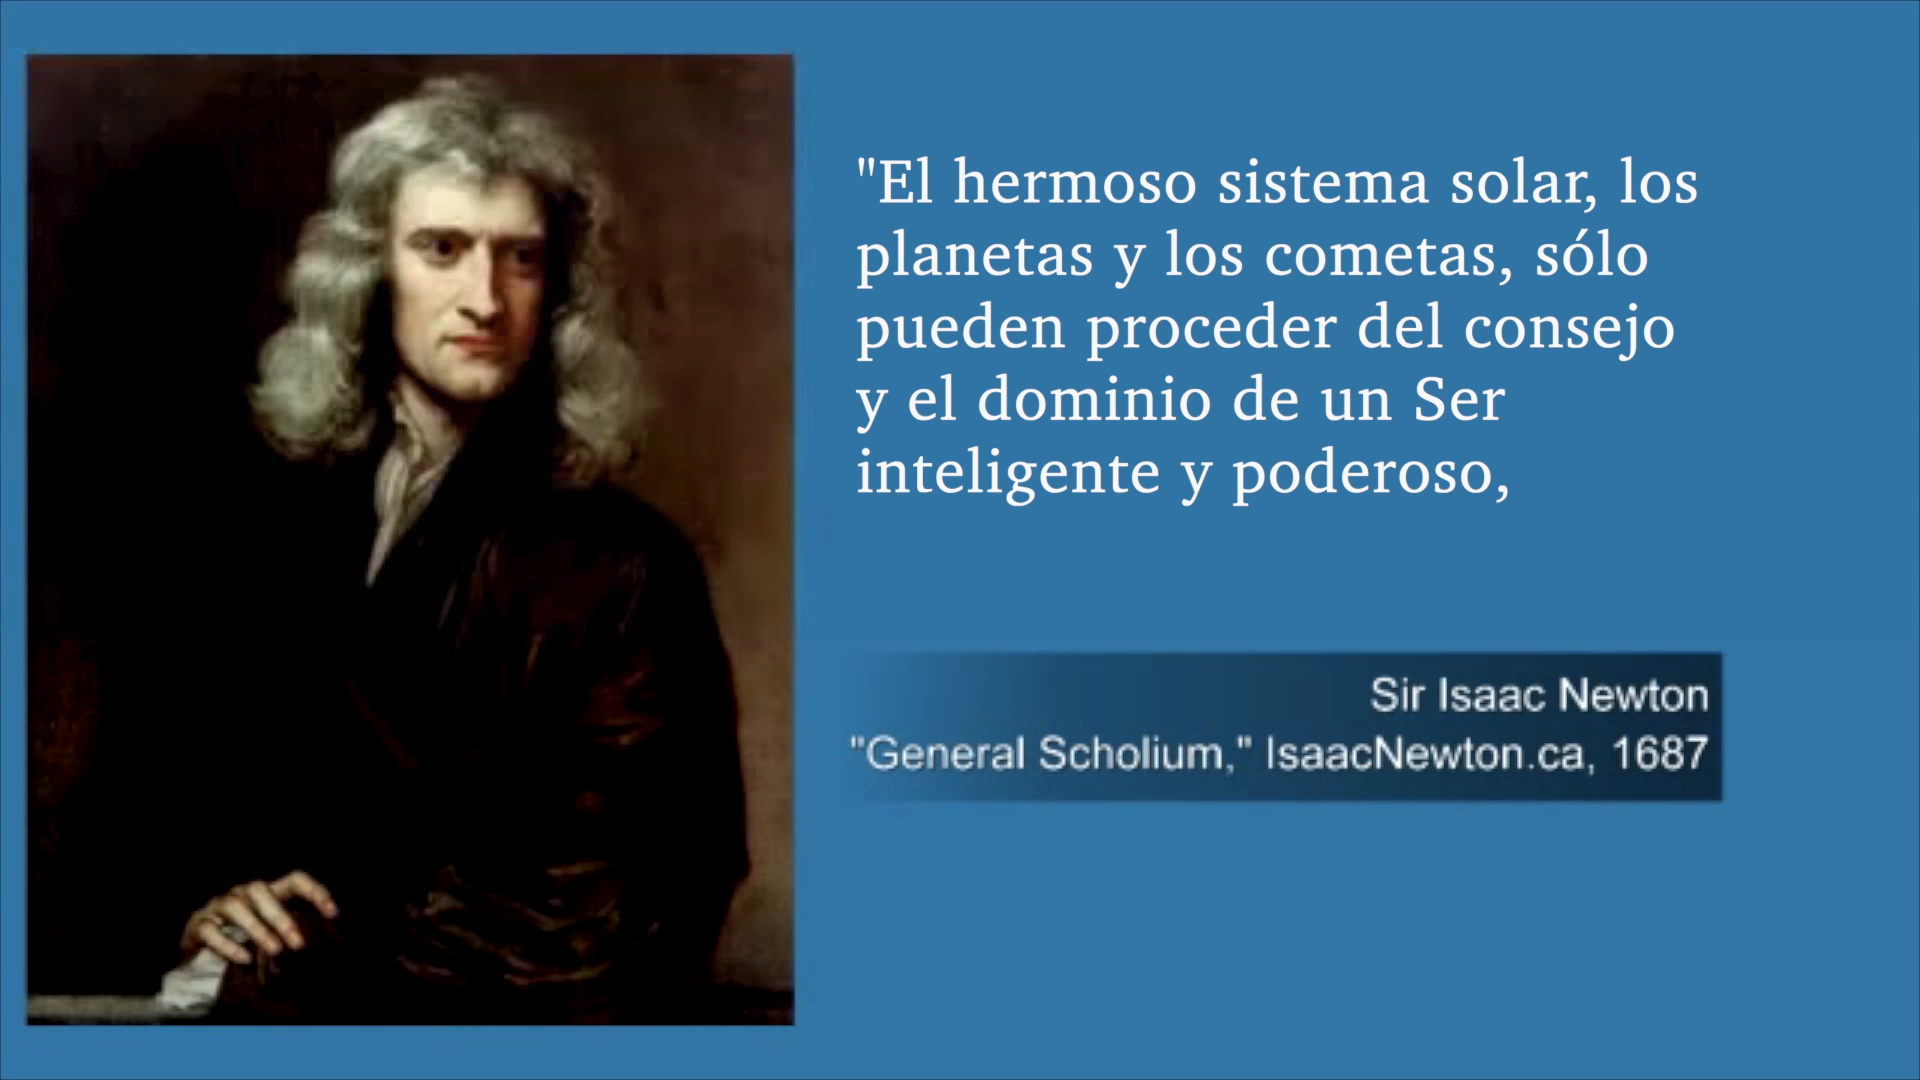 "El hermoso sistema solar, los
planetas y los cometas, sólo
pueden proceder del consejo
y el dominio de un Ser
inteligente y poderoso,
Sir Isaac Newton
"General Scholium," IsaacNewton.ca, 1687